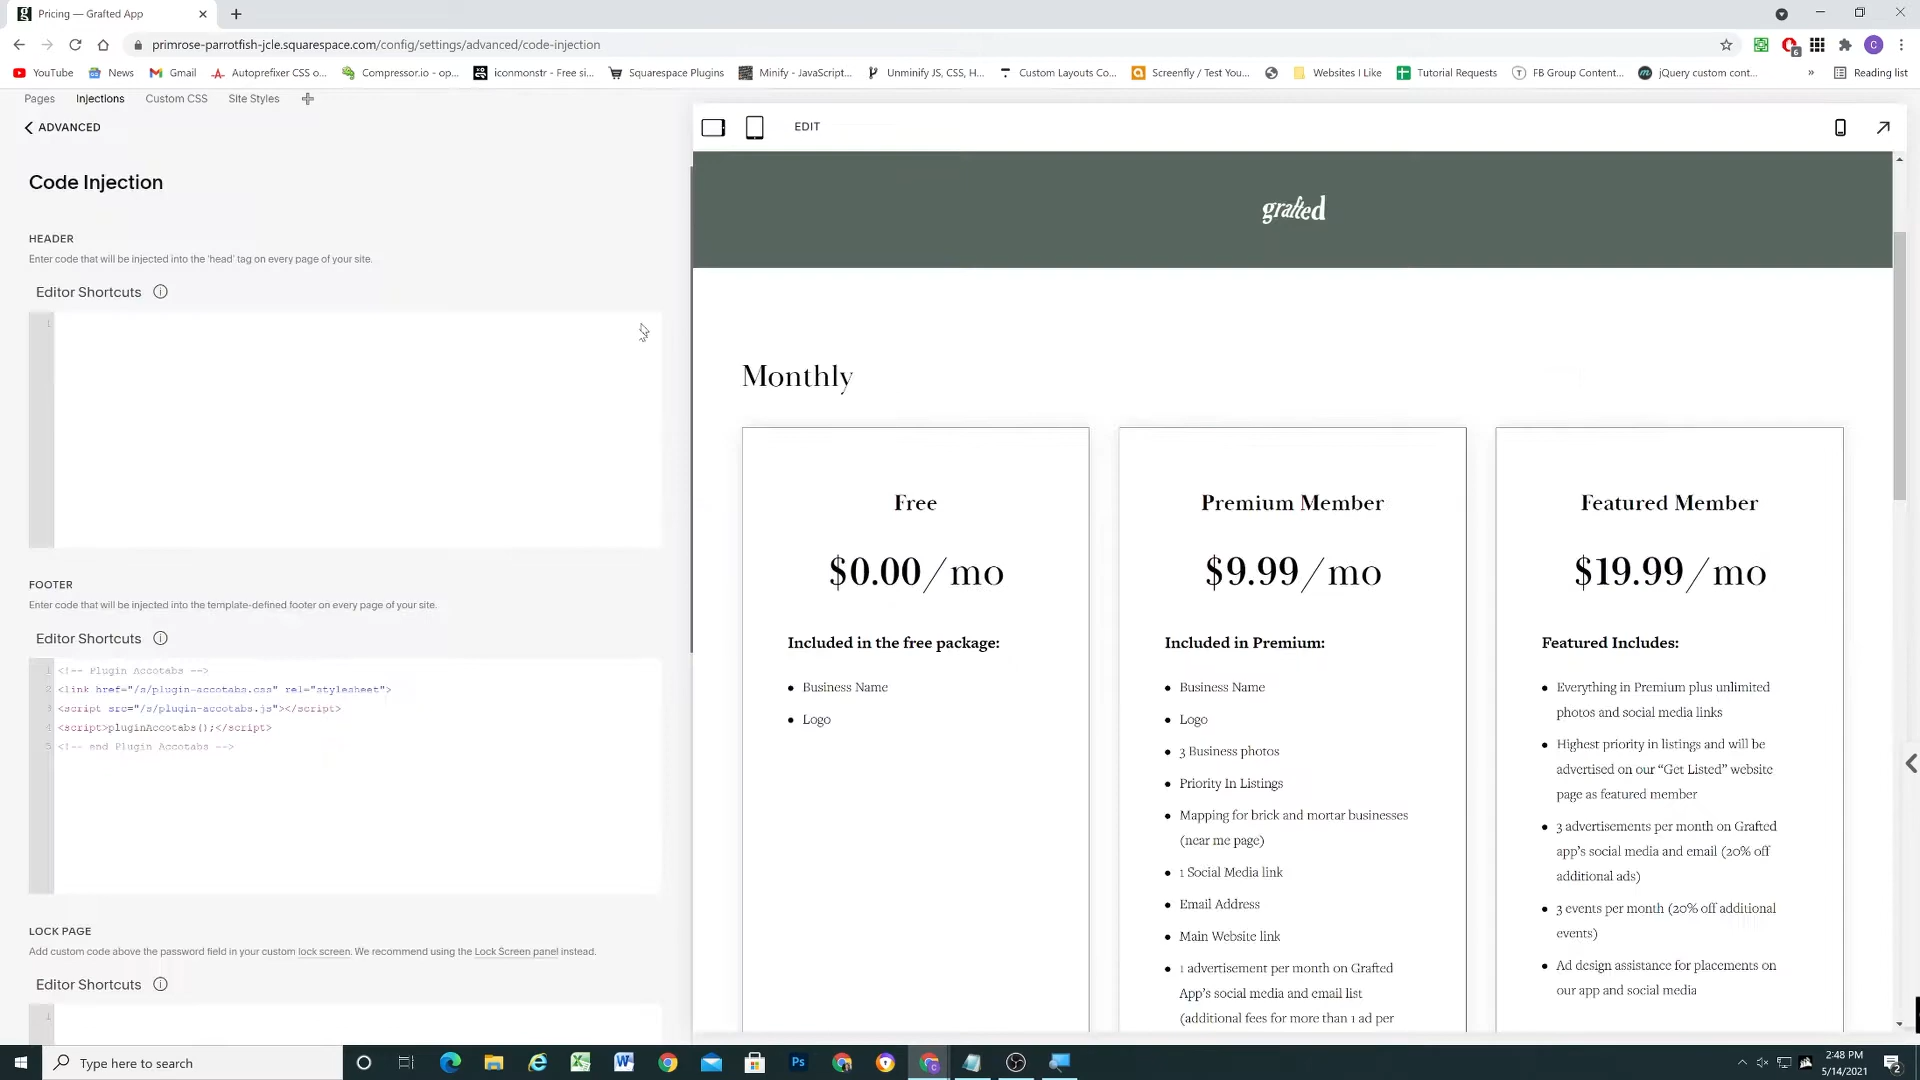 Pricing — Grafted App
primrose-parrotfish-jcle.squarespace.com/config/settings/advanced/code-injection
YouTube
News
Gmail
Autoprefixer CSS o...
Compressor.io - op...
iconmonstr - Free si...
Squarespace Plugins
Minify - JavaScript...
Unminify JS, CSS, H...
Custom Layouts Co...
Screenfly / Test You...
Websites I Like
Tutorial Requests
FB Group Content...
jQuery custom cont...
»
Reading list
Pages
Injections
Custom CSS
Site Styles
ADVANCED
Code Injection
HEADER
Enter code that will be injected into the 'head' tag on every page of your site.
Editor Shortcuts
1
FOOTER
Enter code that will be injected into the template-defined footer on every page of your site.
Editor Shortcuts
1 <!-- Plugin Accotabs -->
2 <link href="/s/plugin-accotabs.css" rel="stylesheet">
3 <script src="/s/plugin-accotabs.js"></script>
4 <script>pluginAccotabs();</script>
5 <!-- end Plugin Accotabs -->
LOCK PAGE
Add custom code above the password field in your custom lock screen. We recommend using the Lock Screen panel instead.
Editor Shortcuts
1
EDIT
grafted
Monthly
Free
$0.00/mo
Included in the free package:
Business Name
Logo
Premium Member
$9.99/mo
Included in Premium:
Business Name
Logo
3 Business photos
Priority In Listings
Mapping for brick and mortar businesses
(near me page)
1 Social Media link
Email Address
Main Website link
1 advertisement per month on Grafted
App's social media and email list
(additional fees for more than 1 ad per
Featured Member
$19.99/mo
Featured Includes:
Everything in Premium plus unlimited
photos and social media links
Highest priority in listings and will be
advertised on our “Get Listed” website
page as featured member
3 advertisements per month on Grafted
app's social media and email (20% off
additional ads)
3 events per month (20% off additional
events)
Ad design assistance for placements on
our app and social media
Type here to search
2:48 PM
5/14/2021